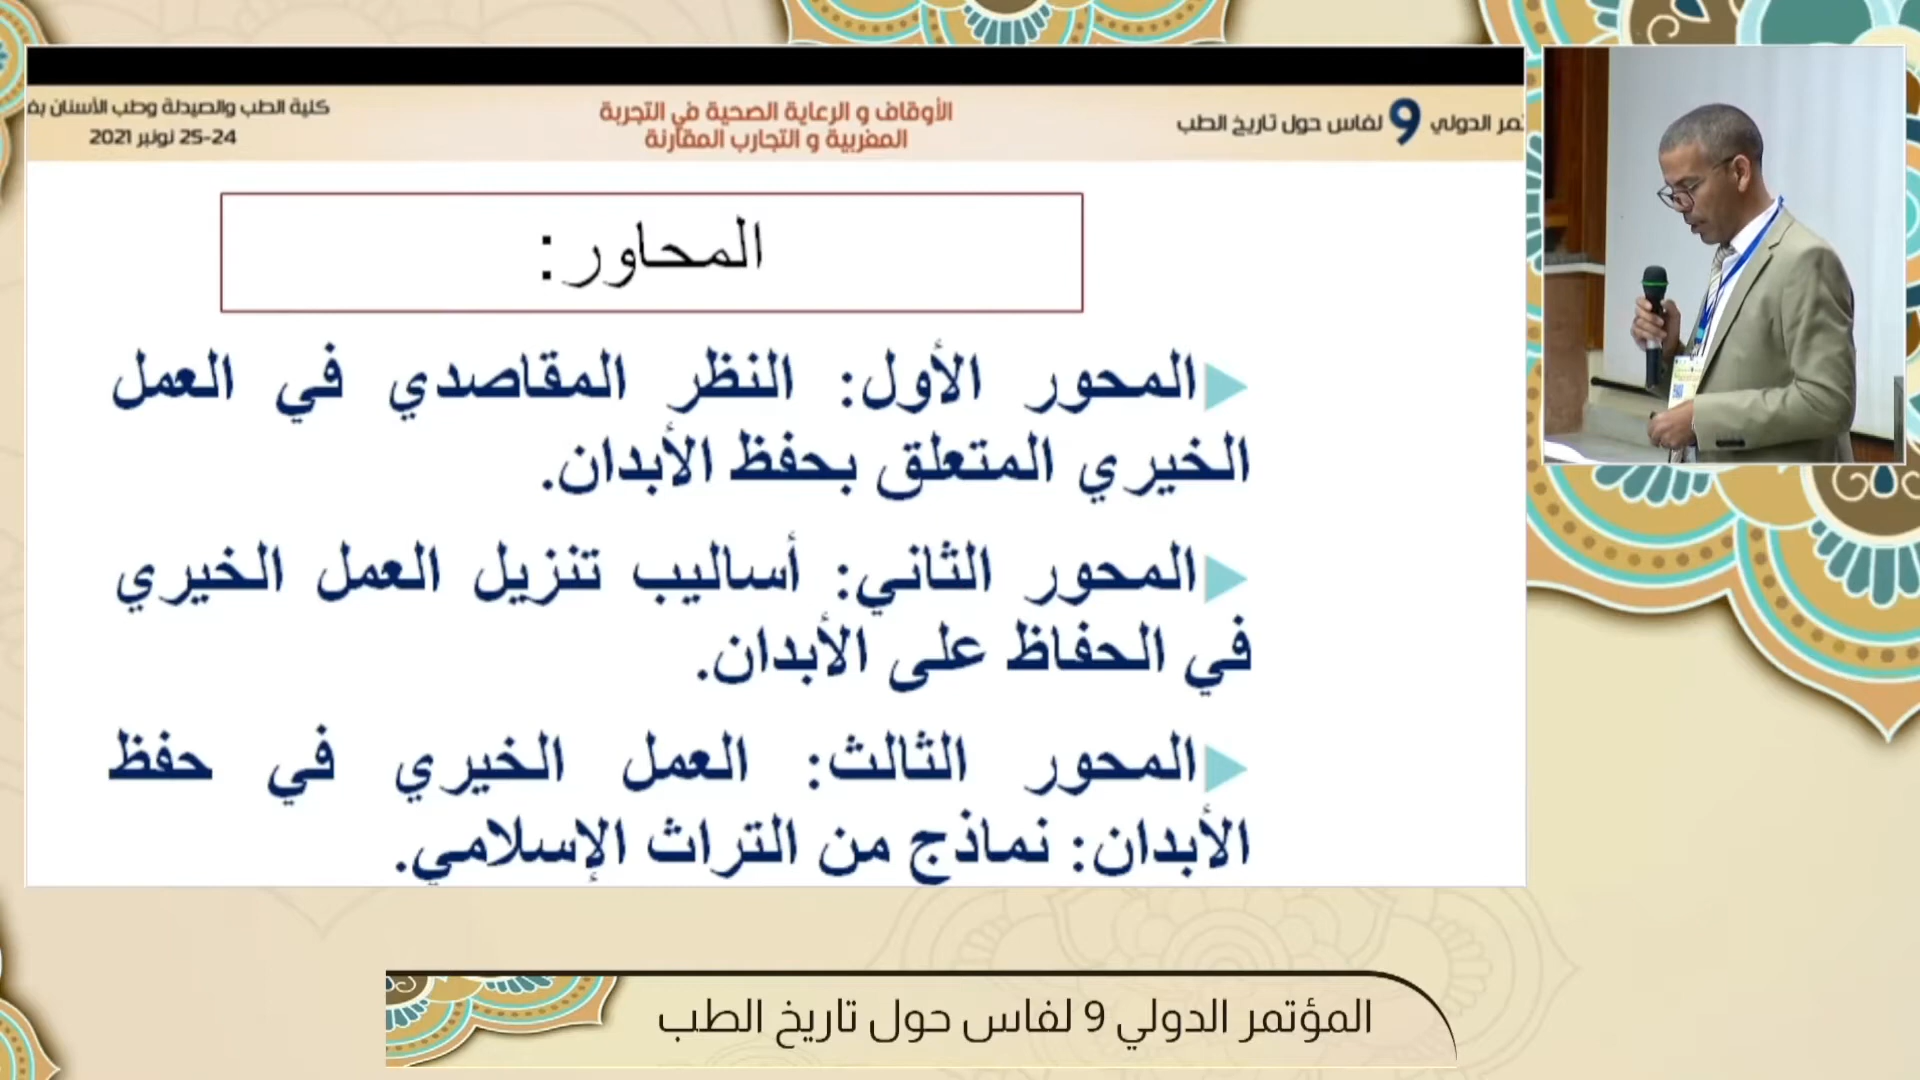 لفاس حول تاريخ الطب 9 الدولي
الأوقاف و الرعاية الصحية في التجربة
المغربية و التجارب المقارنة
كلية الطب والصيدلة وطب الأسنان
24-25 نونبر 2021
المحاور:
المحور الأول: النظر المقاصدي في العمل
الخيري المتعلق بحفظ الأبدان.
المحور الثاني: أساليب تنزيل العمل الخيري
في الحفاظ على الأبدان.
المحور الثالث: العمل الخيري في حفظ
الأبدان: نماذج من التراث الإسلامي.
المؤتمر الدولي 9 لفاس حول تاريخ الطب